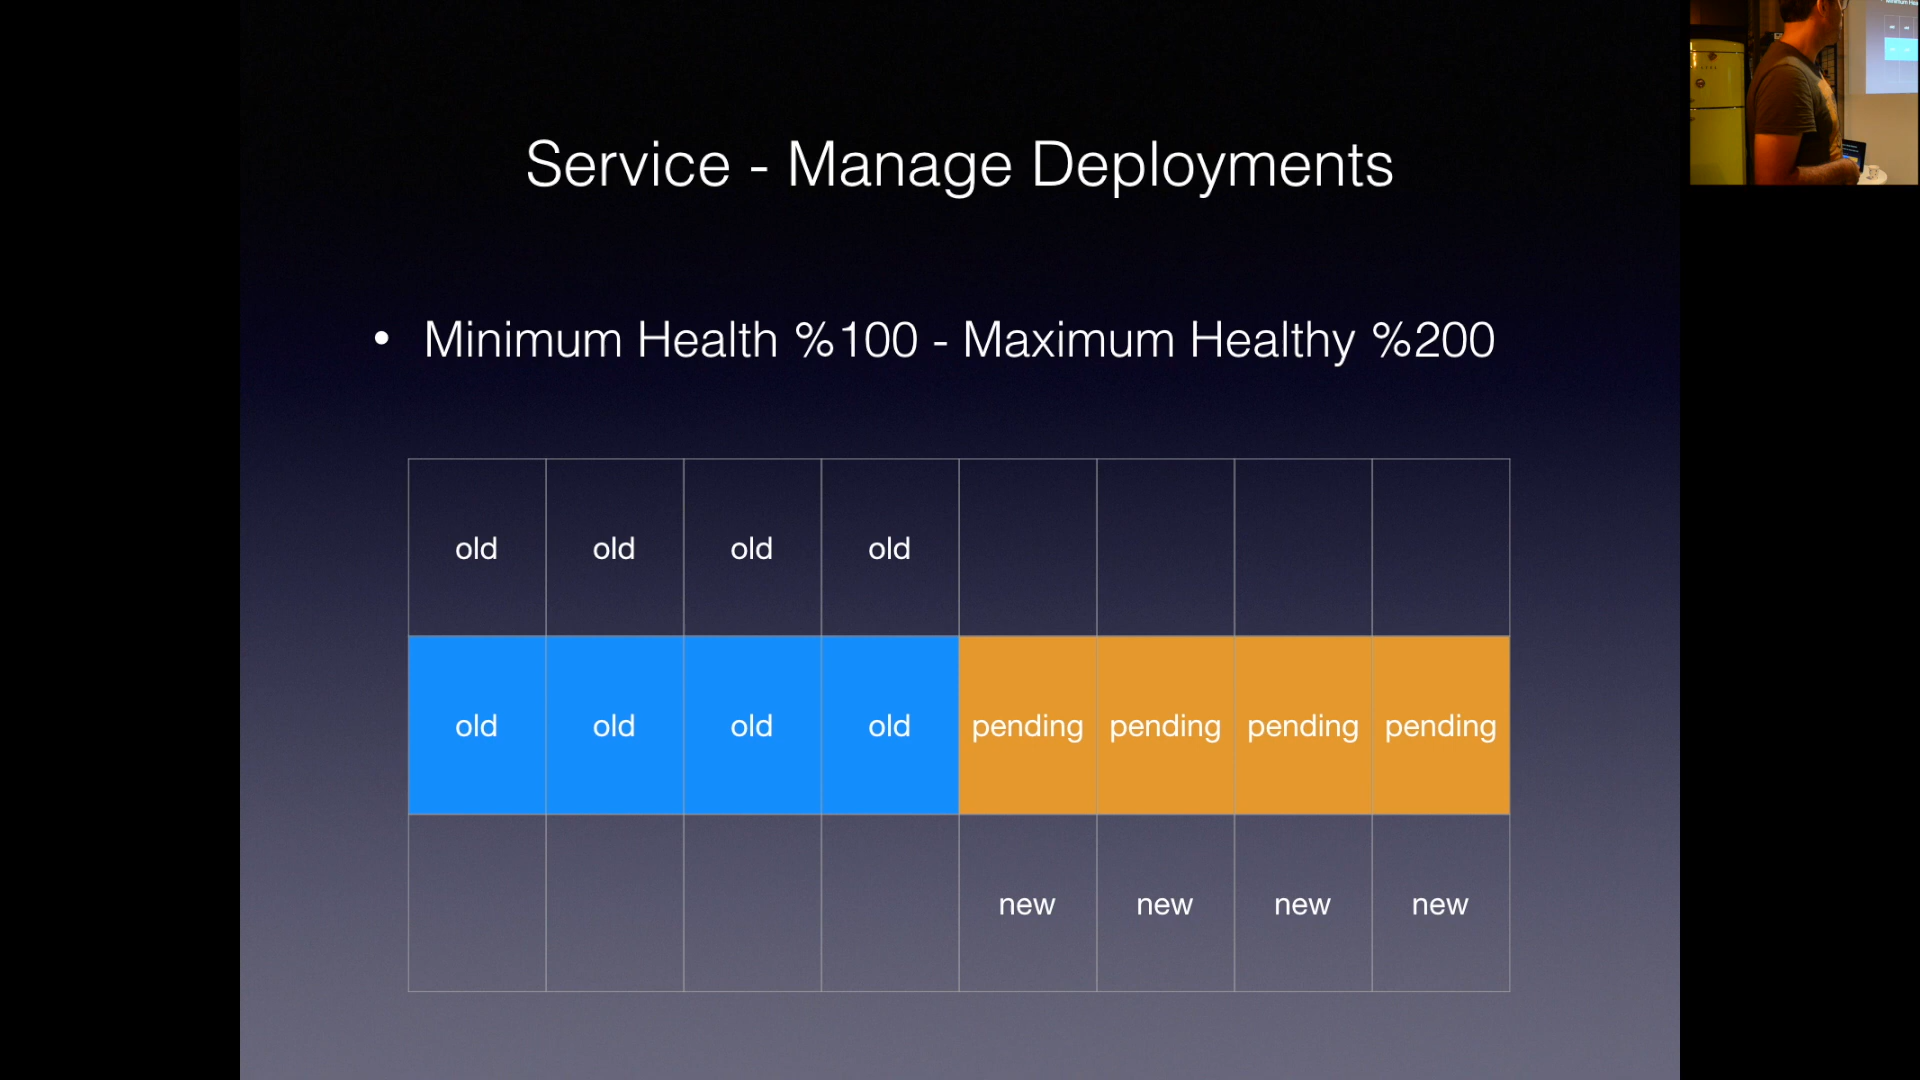 Service - Manage Deployments
• Minimum Health %100 - Maximum Healthy %200
old old old old
old old old old pending pending pending pending
new new new new